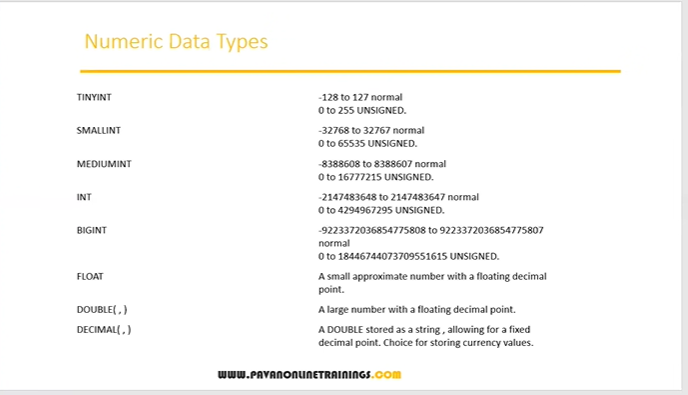 Numeric Data Types
TINYINT
-128 to 127 normal
0 to 255 UNSIGNED.
SMALLINT
-32768 to 32767 normal
0 to 65535 UNSIGNED.
MEDIUMINT
-8388608 to 8388607 normal
0 to 16777215 UNSIGNED.
INT
-2147483648 to 2147483647 normal
0 to 4294967295 UNSIGNED.
BIGINT
-9223372036854775808 to 9223372036854775807
normal
0 to 18446744073709551615 UNSIGNED.
FLOAT
A small approximate number with a floating decimal
point.
DOUBLE( , )
A large number with a floating decimal point.
DECIMAL( , )
A DOUBLE stored as a string , allowing for a fixed
decimal point. Choice for storing currency values.
WWW.PAVANONLINETRAININGS.COM